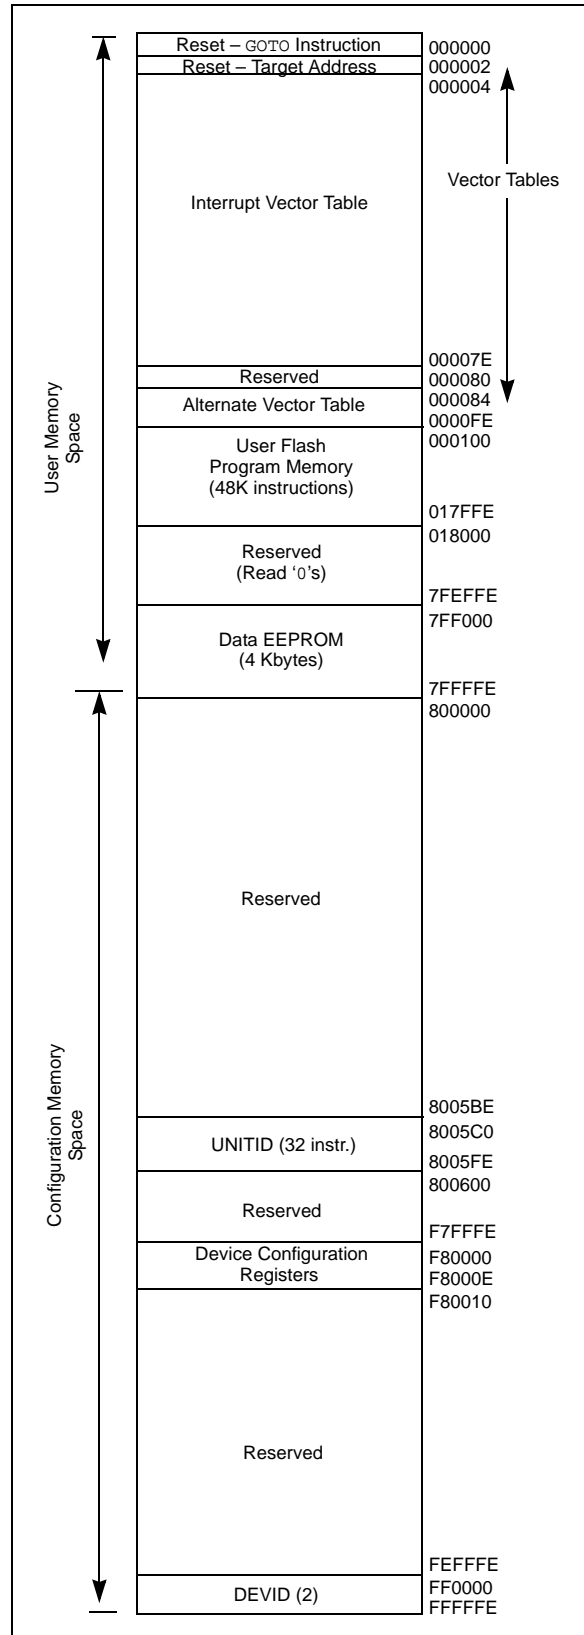 Reset – GOTO Instruction
000000
Reset – Target Address
000002
000004
Vector Tables
Interrupt Vector Table
00007E
Reserved
000080
Alternate Vector Table
000084
0000FE
User Flash
Program Memory
(48K instructions)
000100
017FFE
018000
Reserved
(Read ‘0’s)
7FEFFE
7FF000
Data EEPROM
(4 Kbytes)
7FFFFE
800000
User Memory
Space
Reserved
8005BE
UNITID (32 instr.)
8005C0
8005FE
800600
Reserved
F7FFFE
Device Configuration
Registers
F80000
F8000E
F80010
Configuration Memory
Space
Reserved
FEFFFE
DEVID (2)
FF0000
FFFFFE